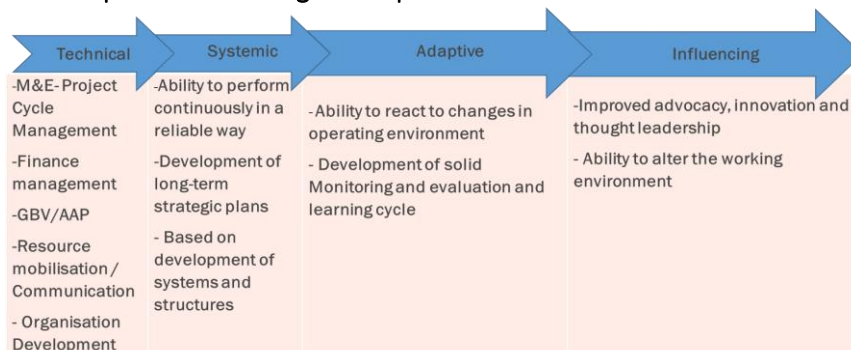 Technical
Systemic
Adaptive
Influencing
-M&E- Project
Cycle
Management
-Finance
management
-GBV/AAP
-Resource
mobilisation /
Communication
- Organisation
Development
-Ability to perform
continuously in a
reliable way
-Development of
long-term
strategic plans
- Based on
development of
systems and
structures
-Ability to react to changes in
operating environment
- Development of solid
Monitoring and evaluation and
learning cycle
-Improved advocacy, innovation and
thought leadership
- Ability to alter the working
environment